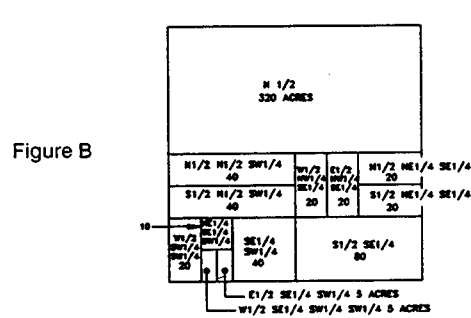 Figure B
N 1/2
320 ACRES
N1/2 N1/2 SW1/4
40
S1/2 N1/2 SW1/4
40
W1/2
NW1/4
SE1/4
20
E1/2
NW1/4
SE1/4
20
N1/2 NE1/4 SE1/4
20
S1/2 NE1/4 SE1/4
20
10
NE1/4
SW1/4
W1/2
SW1/4
SW1/4
20
SE1/4
SW1/4
40
S1/2 SE1/4
80
E1/2 SE1/4 SW1/4 5 ACRES
W1/2 SE1/4 SW1/4 SW1/4 5 ACRES